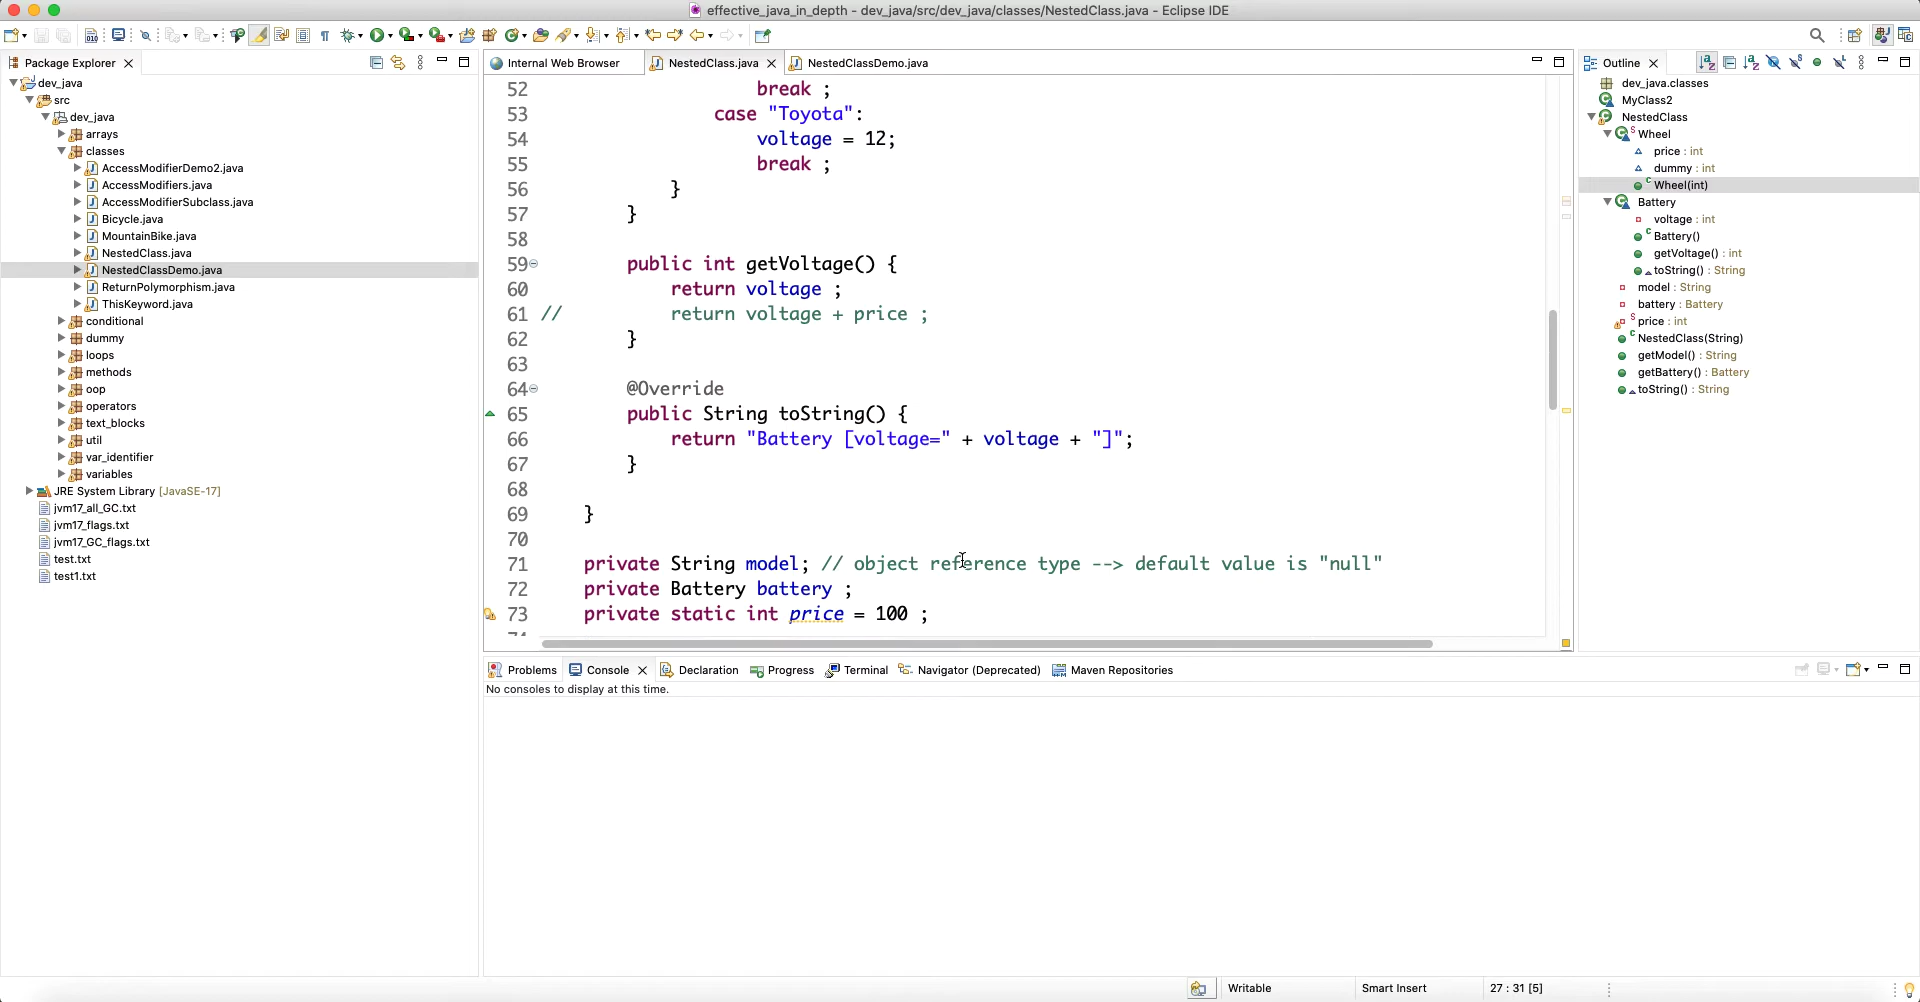 effective_java_in_depth - dev_java/src/dev_java/classes/NestedClass.java - Eclipse IDE
Package Explorer
dev_java
src
dev_java
arrays
classes
AccessModifierDemo2.java
AccessModifiers.java
AccessModifierSubclass.java
Bicycle.java
MountainBike.java
NestedClass.java
NestedClassDemo.java
ReturnPolymorphism.java
ThisKeyword.java
conditional
dummy
loops
methods
oop
operators
text_blocks
util
var_identifier
variables
JRE System Library [JavaSE-17]
jvm17_all_GC.txt
jvm17_flags.txt
jvm17_GC_flags.txt
test.txt
test1.txt
Internal Web Browser NestedClass.java NestedClassDemo.java
52 break ;
53 case "Toyota":
54 voltage = 12;
55 break ;
56 }
57 }
58
59 public int getVoltage() {
60 return voltage ;
61 // return voltage + price ;
62 }
63
64 @Override
65 public String toString() {
66 return "Battery [voltage=" + voltage + "]";
67 }
68
69 }
70
71 private String model; // object reference type --> default value is "null"
72 private Battery battery ;
73 private static int price = 100 ;
Problems Console Declaration Progress Terminal Navigator (Deprecated) Maven Repositories
No consoles to display at this time.
Outline
dev_java.classes
MyClass2
NestedClass
Wheel
price : int
dummy : int
Wheel(int)
Battery
voltage : int
Battery()
getVoltage() : int
toString() : String
model : String
battery : Battery
price : int
NestedClass(String)
getModel() : String
getBattery() : Battery
toString() : String
Writable Smart Insert 27 : 31 [5]